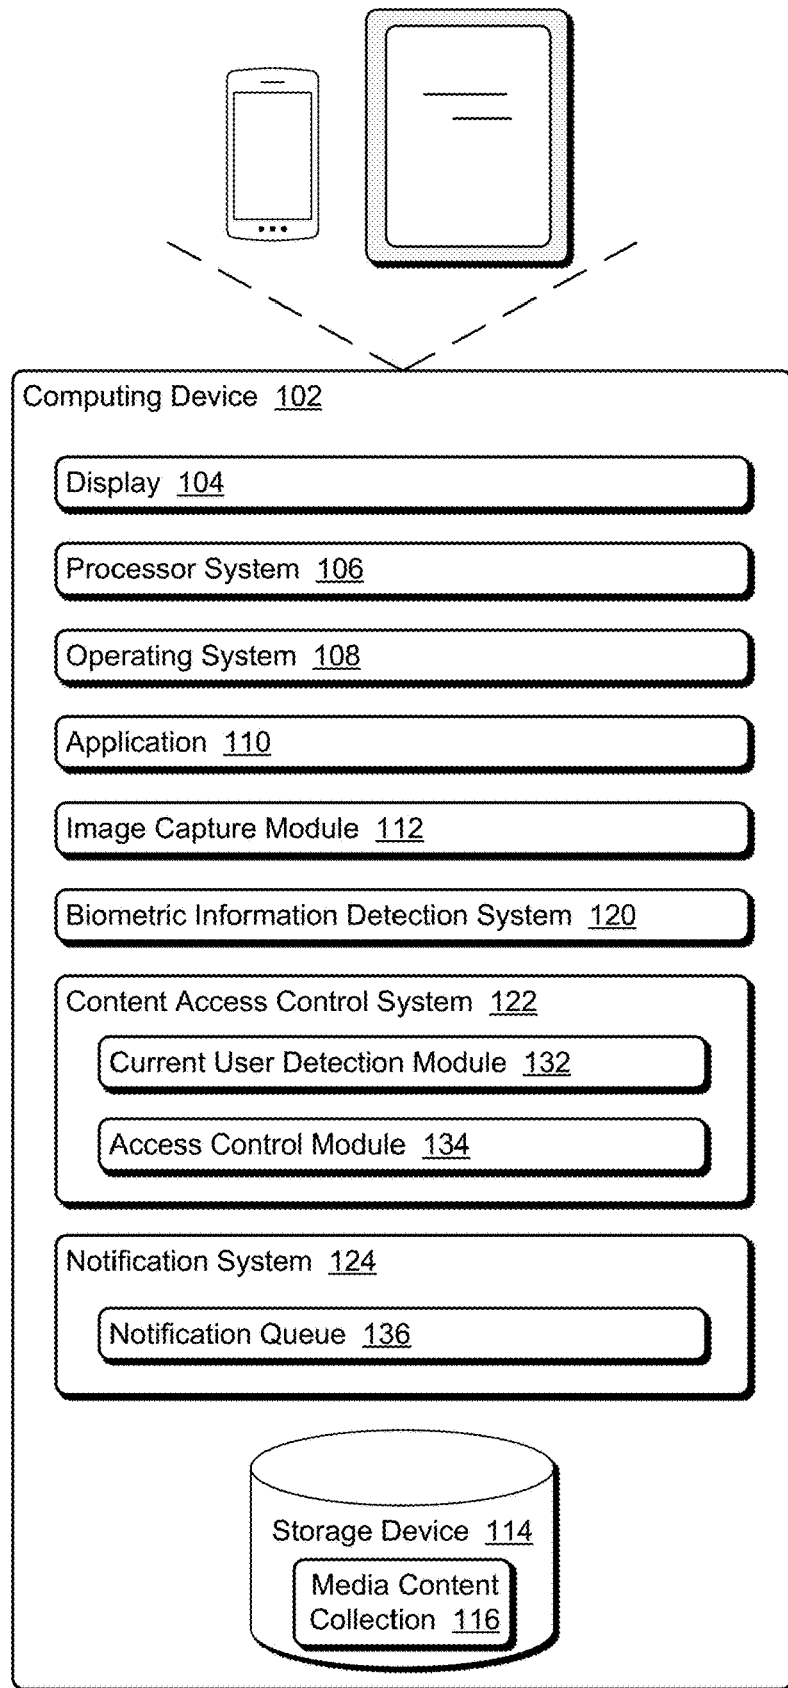 Computing Device 102
Display 104
Processor System 106
Operating System 108
Application 110
Image Capture Module 112
Biometric Information Detection System 120
Content Access Control System 122
Current User Detection Module 132
Access Control Module 134
Notification System 124
Notification Queue 136
Storage Device 114
Media Content
Collection 116